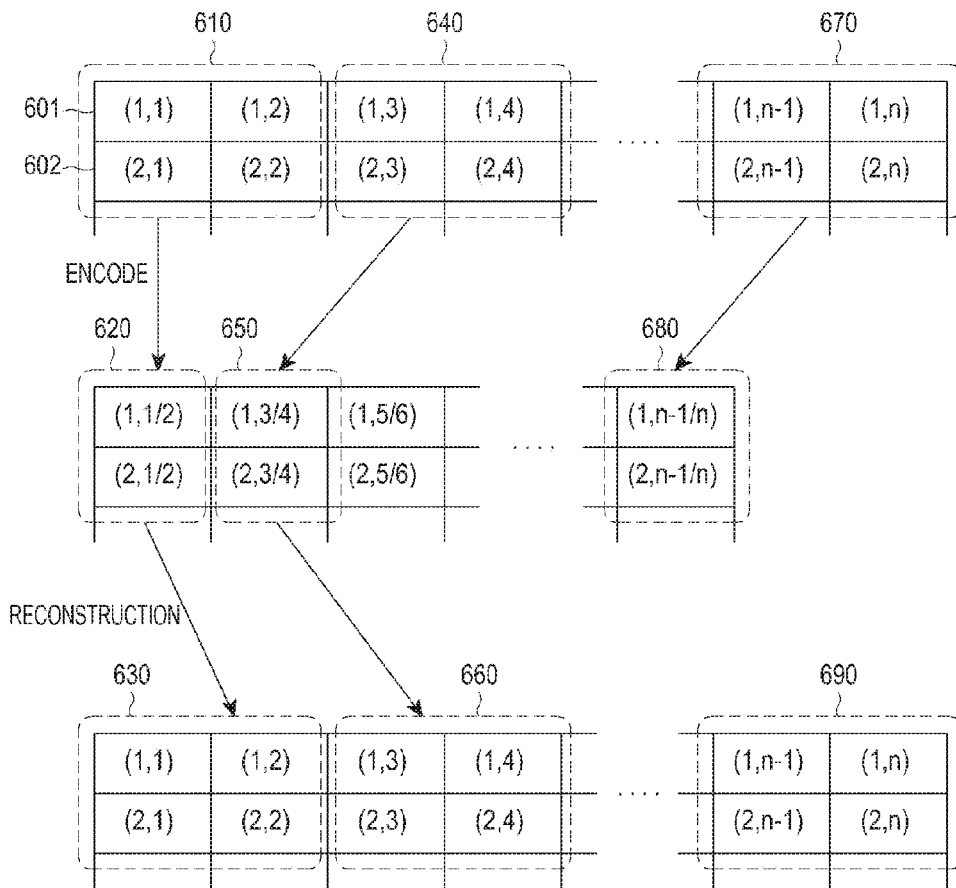 610 640 670
601 (1,1) (1,2) (1,3) (1,4) (1,n-1) (1,n)
. . . .
602 (2,1) (2,2) (2,3) (2,4) (2,n-1) (2,n)
ENCODE
620 650 680
(1,1/2) (1,3/4) (1,5/6) (1,n-1/n)
. . . .
(2,1/2) (2,3/4) (2,5/6) (2,n-1/n)
RECONSTRUCTION
630 660 690
(1,1) (1,2) (1,3) (1,4) (1,n-1) (1,n)
. . . .
(2,1) (2,2) (2,3) (2,4) (2,n-1) (2,n)